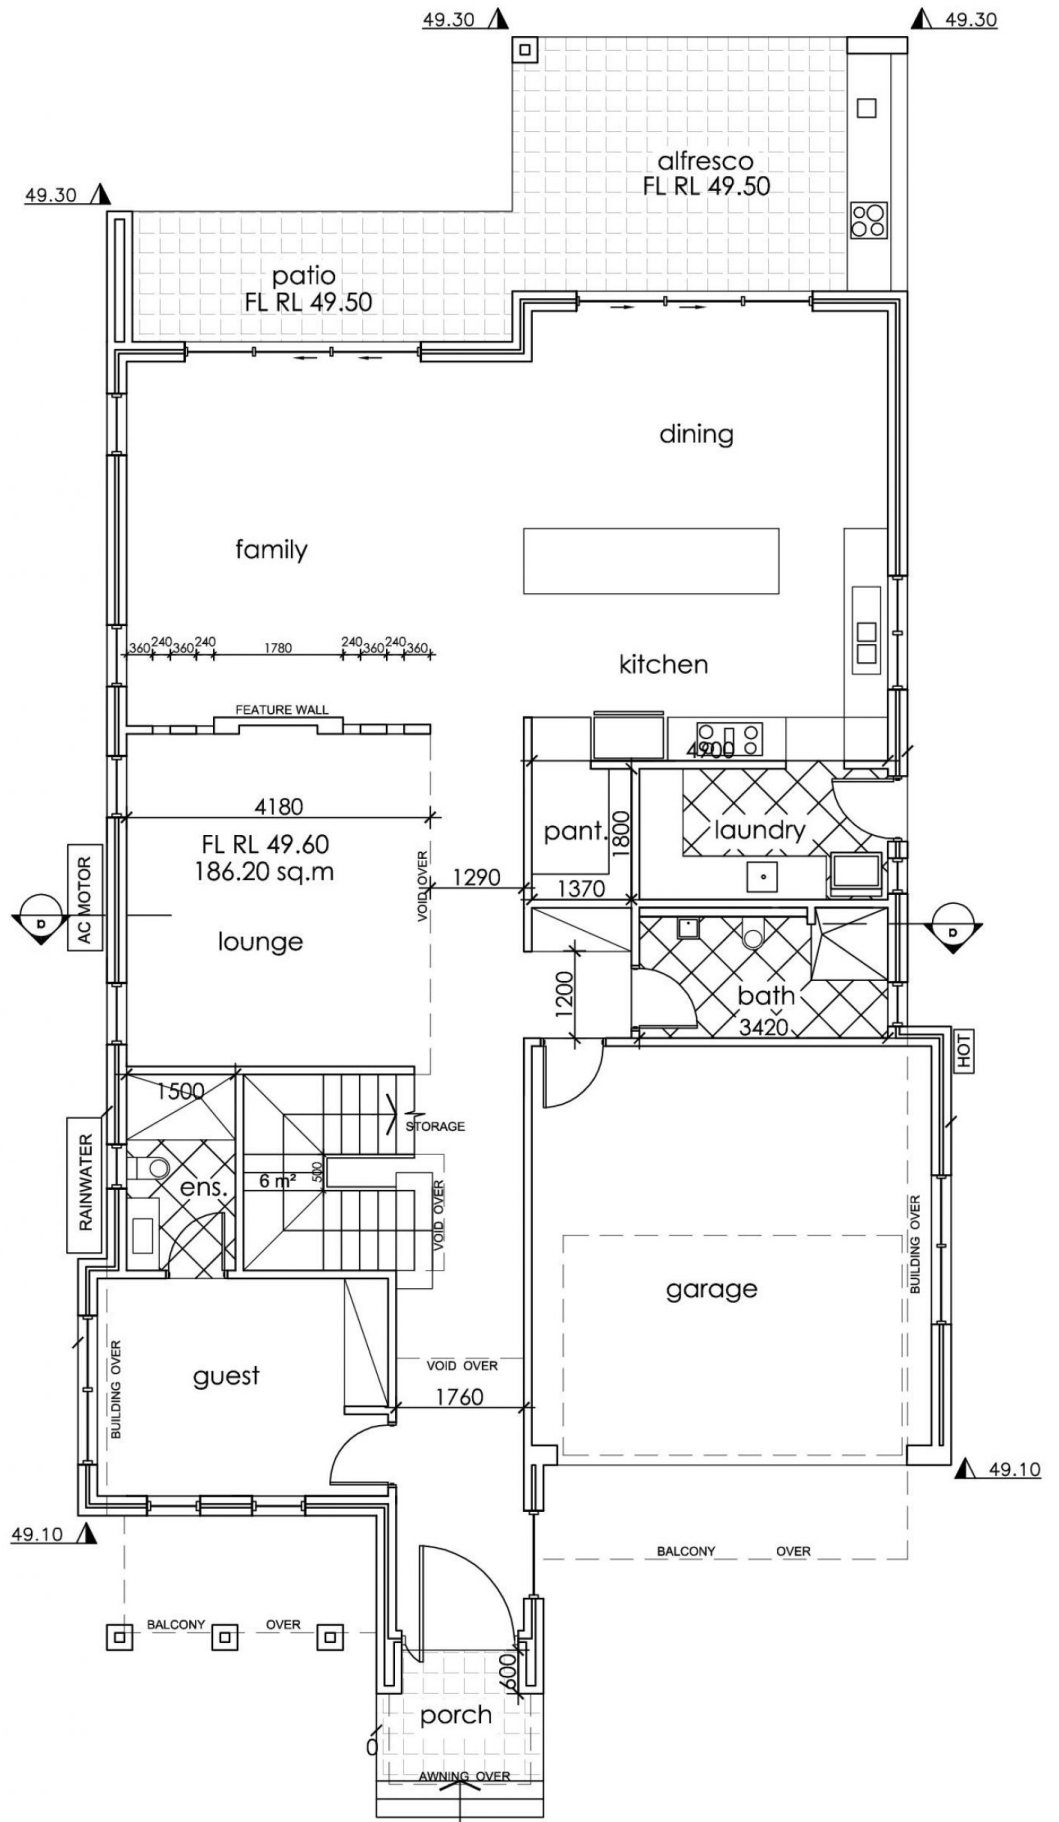 49.30
49.30
alfresco
FL RL 49.50
49.30
patio
FL RL 49.50
dining
family
360 240 360 240 1780 240 360 240 360
kitchen
FEATURE WALL
4900
4180
pant.
1800
laundry
FL RL 49.60
186.20 sq.m
VOID OVER
1290
1370
AC MOTOR
D
D
lounge
1200
bath
3420
HOT
1500
STORAGE
RAINWATER
ens.
6 m²
500
VOID OVER
BUILDING OVER
garage
VOID OVER
guest
BUILDING OVER
1760
49.10
49.10
BALCONY OVER
BALCONY OVER
600
porch
0
AWNING OVER